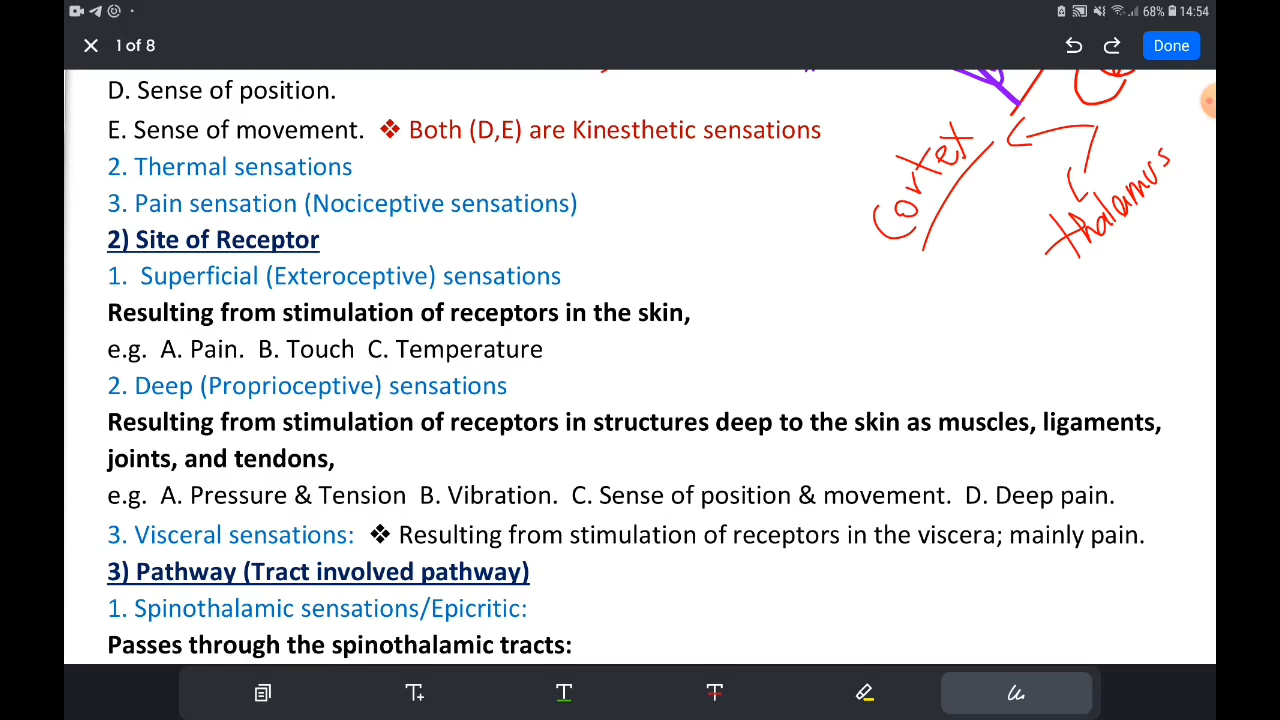 68% 14:54
1 of 8
Done
D. Sense of position.
E. Sense of movement. ❖ Both (D,E) are Kinesthetic sensations
2. Thermal sensations
3. Pain sensation (Nociceptive sensations)
Cortex
thalamus
2) Site of Receptor
1. Superficial (Exteroceptive) sensations
Resulting from stimulation of receptors in the skin,
e.g. A. Pain. B. Touch C. Temperature
2. Deep (Proprioceptive) sensations
Resulting from stimulation of receptors in structures deep to the skin as muscles, ligaments,
joints, and tendons,
e.g. A. Pressure & Tension B. Vibration. C. Sense of position & movement. D. Deep pain.
3. Visceral sensations: ❖ Resulting from stimulation of receptors in the viscera; mainly pain.
3) Pathway (Tract involved pathway)
1. Spinothalamic sensations/Epicritic:
Passes through the spinothalamic tracts: